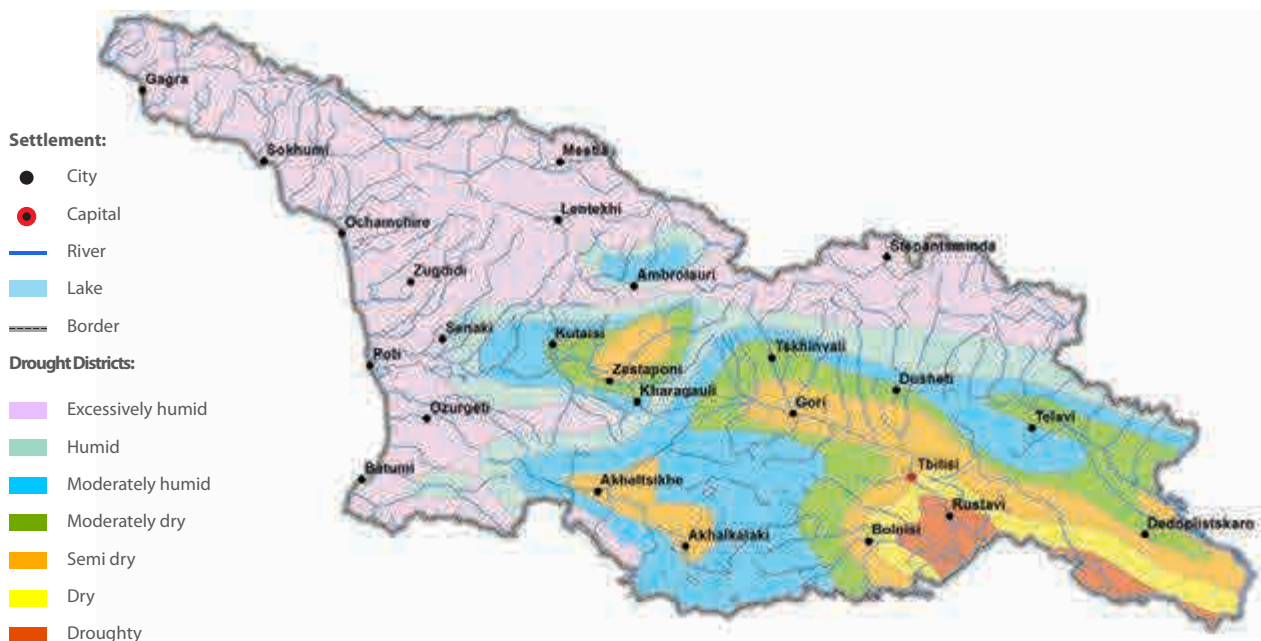 Settlement:
City
Capital
River
Lake
Border
Drought Districts:
Excessively humid
Humid
Moderately humid
Moderately dry
Semi dry
Dry
Droughty
Gagra
Sokhumi
Mestia
Lentekhi
Ochamchire
Stepantsminda
Zugdidi
Ambrolauri
Senaki
Kutaisi
Poti
Tskhinvali
Zestaponi
Dusheti
Kharagauli
Ozurgeti
Gori
Telavi
Batumi
Tbilisi
Akhaltsikhe
Rustavi
Bolnisi
Dedoplistskaro
Akhalkalaki